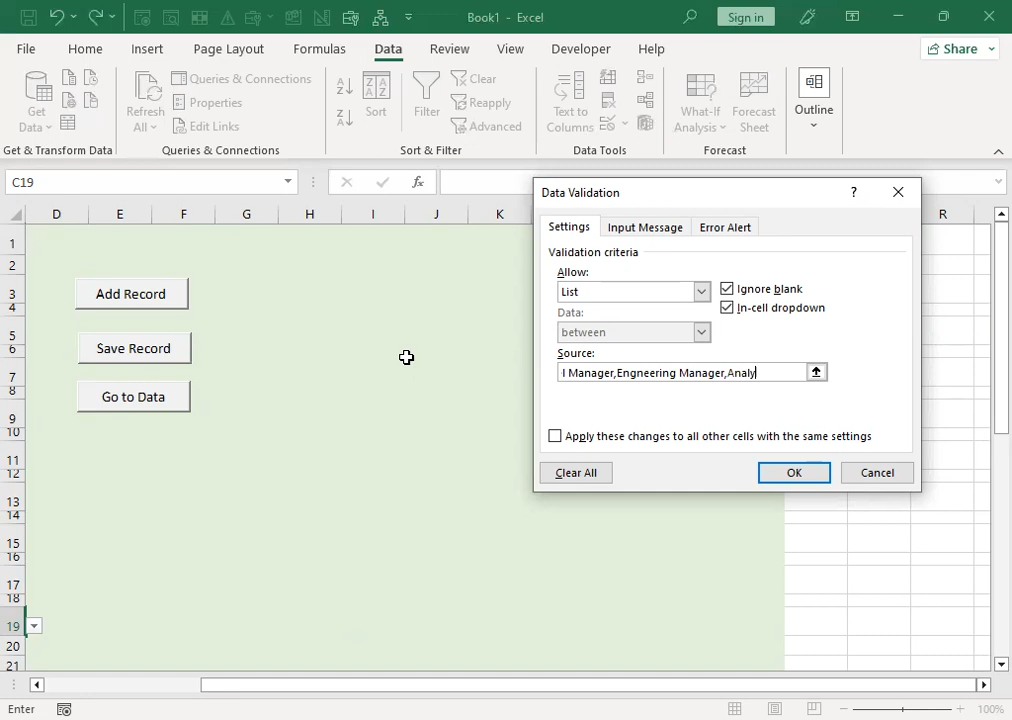 Book1 - Excel
Sign in
File Home Insert Page Layout Formulas Data Review View Developer Help
Share
Get Data
Refresh All
Queries & Connections
Properties
Edit Links
Sort
Filter
Clear
Reapply
Advanced
Text to Columns
What-If Analysis
Forecast Sheet
Outline
Get & Transform Data
Queries & Connections
Sort & Filter
Data Tools
Forecast
C19
fx
D E F G H I J K R
1
2
3
4
5
6
7
8
9
10
11
12
13
14
15
16
17
18
19
20
21
Add Record
Save Record
Go to Data
Data Validation
?
Settings Input Message Error Alert
Validation criteria
Allow:
List
Ignore blank
In-cell dropdown
Data:
between
Source:
l Manager,Engneering Manager,Analy
Apply these changes to all other cells with the same settings
Clear All
OK
Cancel
Enter
100%